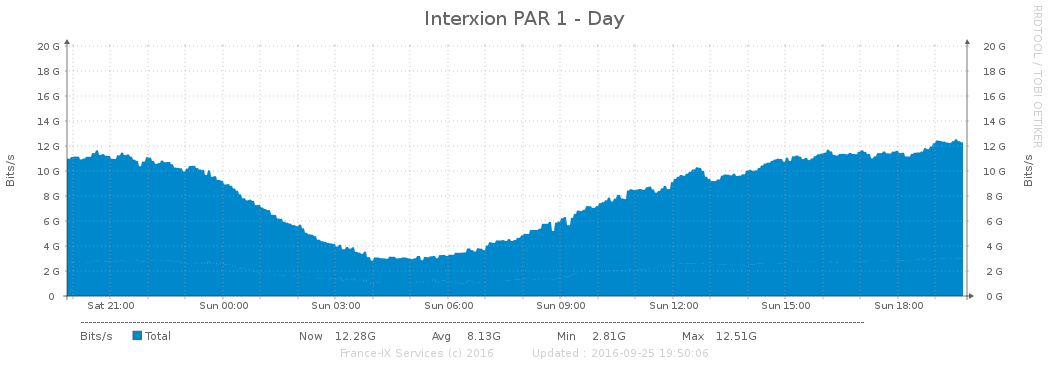 Interxion PAR 1 - Day
RRDTOOL / TOBI OETIKER
Bits/s
Bits/s
20 G 20 G
18 G 18 G
16 G 16 G
14 G 14 G
12 G 12 G
10 G 10 G
8 G 8 G
6 G 6 G
4 G 4 G
2 G 2 G
0 0 G
Sat 21:00 Sun 00:00 Sun 03:00 Sun 06:00 Sun 09:00 Sun 12:00 Sun 15:00 Sun 18:00
Bits/s Total Now 12.28G Avg 8.13G Min 2.81G Max 12.51G
France-IX Services (c) 2016 Updated : 2016-09-25 19:50:06